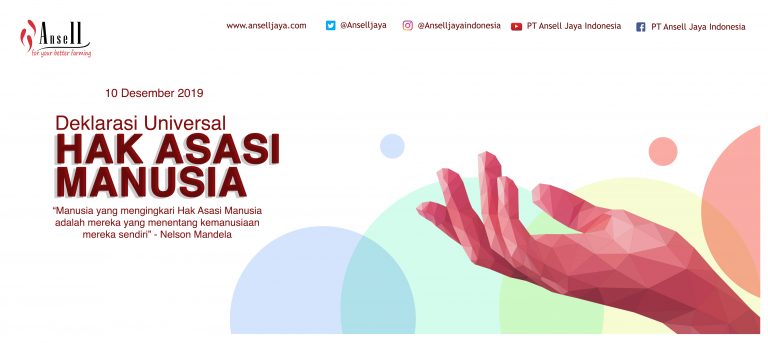 Ansell
for your better farming
www.anselljaya.com
@Anselljaya
@Anselljayaindonesia
PT Ansell Jaya Indonesia
PT Ansell Jaya Indonesia
10 Desember 2019
Deklarasi Universal
HAK ASASI
MANUSIA
“Manusia yang mengingkari Hak Asasi Manusia
adalah mereka yang menentang kemanusiaan
mereka sendiri” - Nelson Mandela